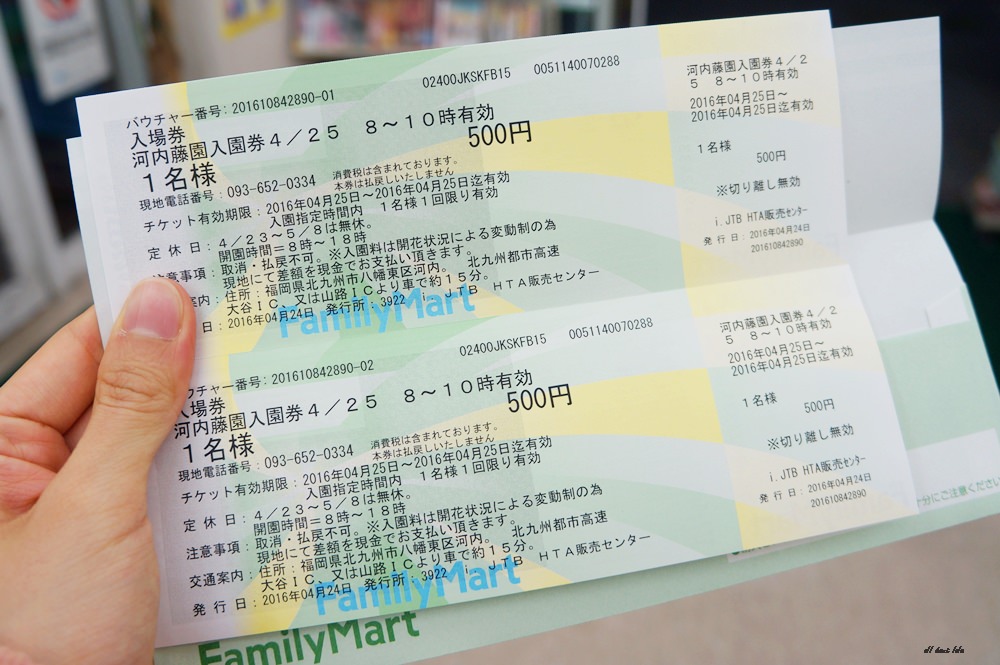 バウチャー番号: 201610842890-01
02400JKSKFB15 0051140070288
入場券
河内藤園入園券４／２５　８～１０時有効
500円
１名様
現地電話番号: 093-652-0334
消費税は含まれております。
本券は払戻しいたしません
チケット有効期限: 2016年04月25日～2016年04月25日迄有効
入園指定時間内　１名様１回限り有効
定休日: ４／２３～５／８は無休。
開園時間＝８時～１８時
注意事項: 取消・払戻不可。※入園料は開花状況による変動制の為
現地にて差額を現金でお支払い頂きます。
案内: 住所：福岡県北九州市八幡東区河内。　北九州都市高速
大谷ＩＣ、又は山路ＩＣより車で約１５分。
日: 2016年04月24日　発行所: 3922　ｉ．ＪＴＢ　ＨＴＡ販売センター
FamilyMart
河内藤園入園券４／２
５　８～１０時有効
2016年04月25日～
2016年04月25日迄有効
１名様
500円
※切り離し無効
i.JTB HTA販売センター
発行日: 2016年04月24日
201610842890
ウチャー番号: 201610842890-02
02400JKSKFB15 0051140070288
入場券
河内藤園入園券４／２５　８～１０時有効
500円
１名様
現地電話番号: 093-652-0334
消費税は含まれております。
本券は払戻しいたしません
チケット有効期限: 2016年04月25日～2016年04月25日迄有効
入園指定時間内　１名様１回限り有効
定休日: ４／２３～５／８は無休。
開園時間＝８時～１８時
注意事項: 取消・払戻不可。※入園料は開花状況による変動制の為
現地にて差額を現金でお支払い頂きます。
交通案内: 住所：福岡県北九州市八幡東区河内。　北九州都市高速
大谷ＩＣ、又は山路ＩＣより車で約１５分。
発行日: 2016年04月24日　発行所: 3922　ｉ．ＪＴＢ　ＨＴＡ販売センター
FamilyMart
河内藤園入園券４／２
５　８～１０時有効
2016年04月25日～
2016年04月25日迄有効
１名様
500円
※切り離し無効
i.JTB HTA販売センター
発行日: 2016年04月24日
201610842890
十分にご注意ください
FamilyMart